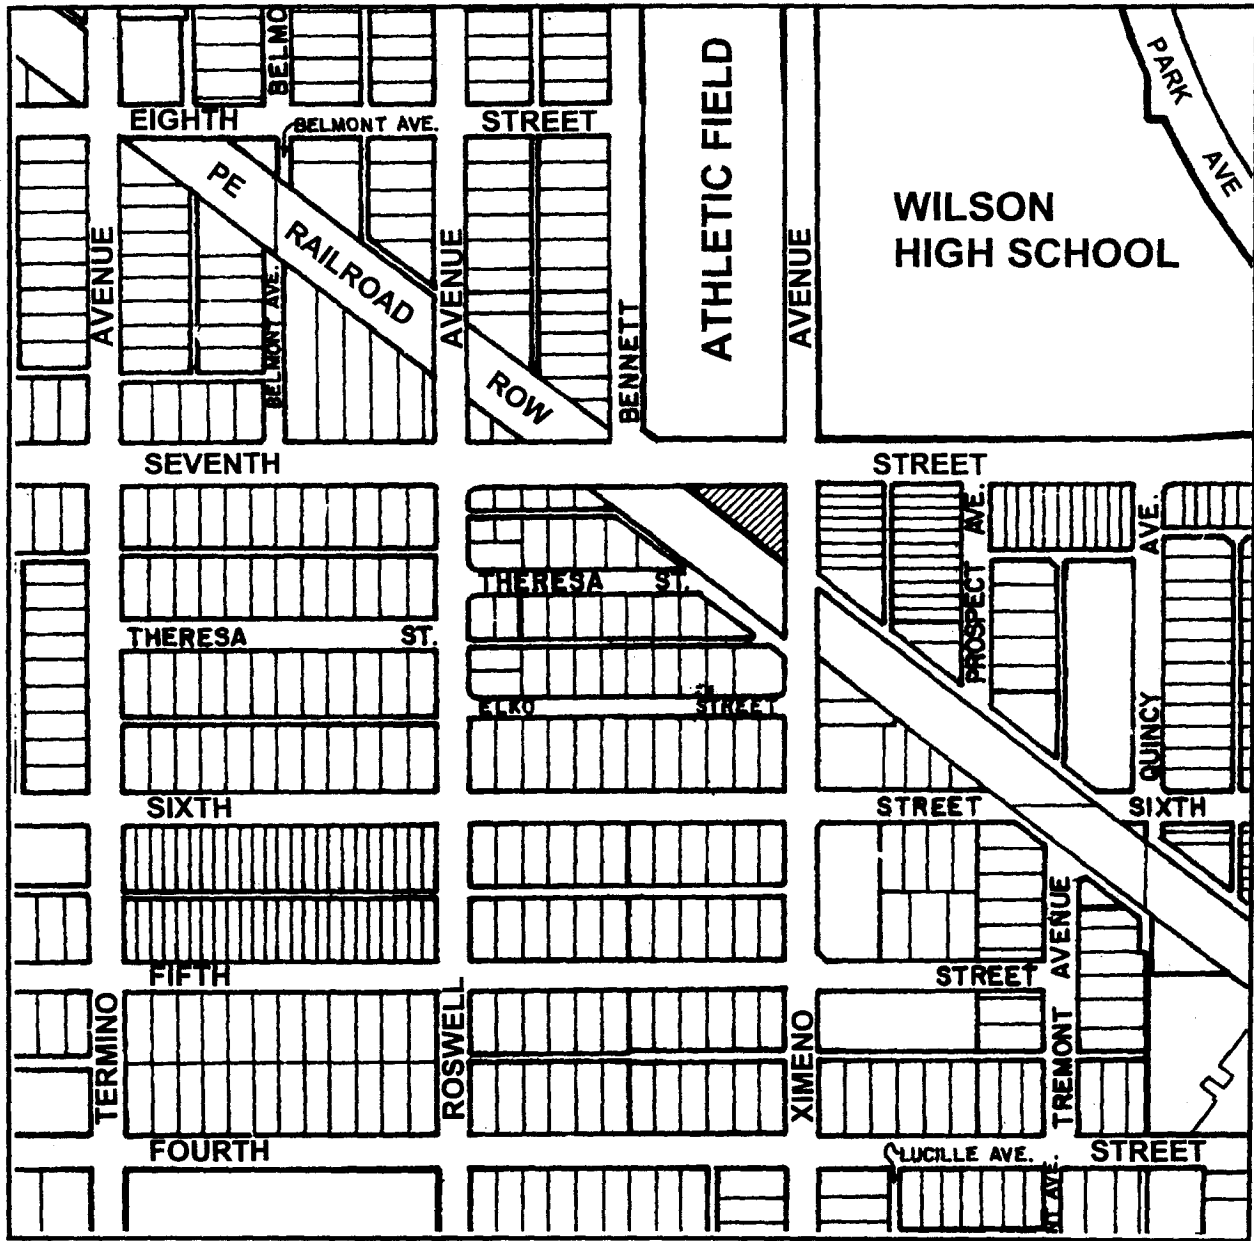 BELMO
PARK
AVE
ATHLETIC FIELD
EIGHTH
STREET
BELMONT AVE.
PE
RAILROAD
ROW
WILSON
HIGH SCHOOL
AVENUE
BELMONT AVE.
AVENUE
BENNETT
AVENUE
SEVENTH
STREET
AVE.
AVE.
THERESA
ST.
PROSPECT
THERESA
ST.
ELKO
STREET
QUINCY
SIXTH
STREET
SIXTH
AVENUE
FIFTH
STREET
TERMINO
ROSWELL
XIMENO
TREMONT
FOURTH
LUCILLE AVE.
STREET
NT AVE.